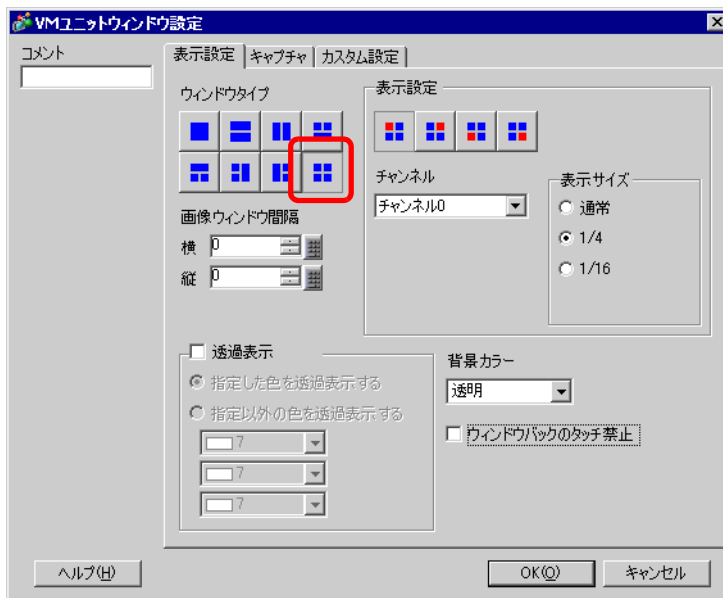 VMユニットウィンドウ設定
コメント
表示設定
キャプチャ
カスタム設定
ウィンドウタイプ
画像ウィンドウ間隔
横 0
縦 0
表示設定
チャンネル
チャンネル0
表示サイズ
通常
1/4
1/16
透過表示
指定した色を透過表示する
指定以外の色を透過表示する
7
7
7
背景カラー
透明
ウィンドウバックのタッチ禁止
ヘルプ(H)
OK(O)
キャンセル